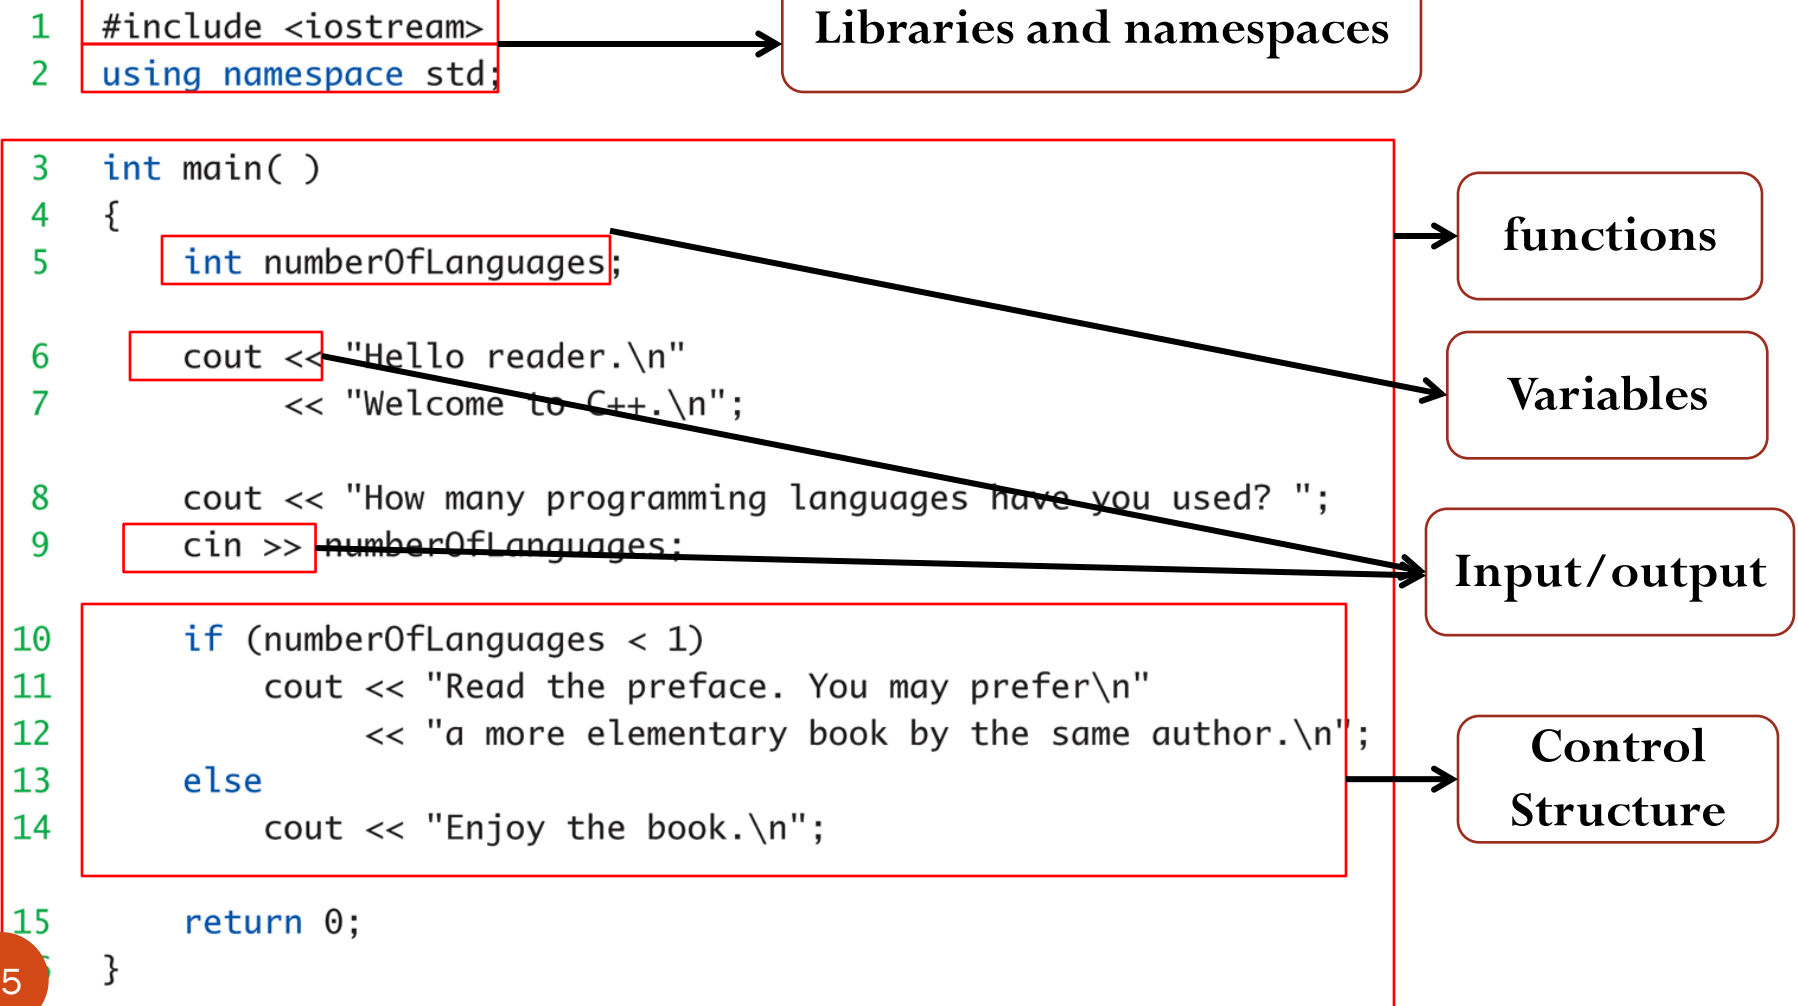 1 #include <iostream>
2 using namespace std;
Libraries and namespaces
3 int main( )
4 {
5 int numberOfLanguages;
6 cout << "Hello reader.\n"
7 << "Welcome to C++.\n";
8 cout << "How many programming languages have you used? ";
9 cin >> numberOfLanguages;
10 if (numberOfLanguages < 1)
11 cout << "Read the preface. You may prefer\n"
12 << "a more elementary book by the same author.\n";
13 else
14 cout << "Enjoy the book.\n";
15 return 0;
}
functions
Variables
Input/output
Control
Structure
5